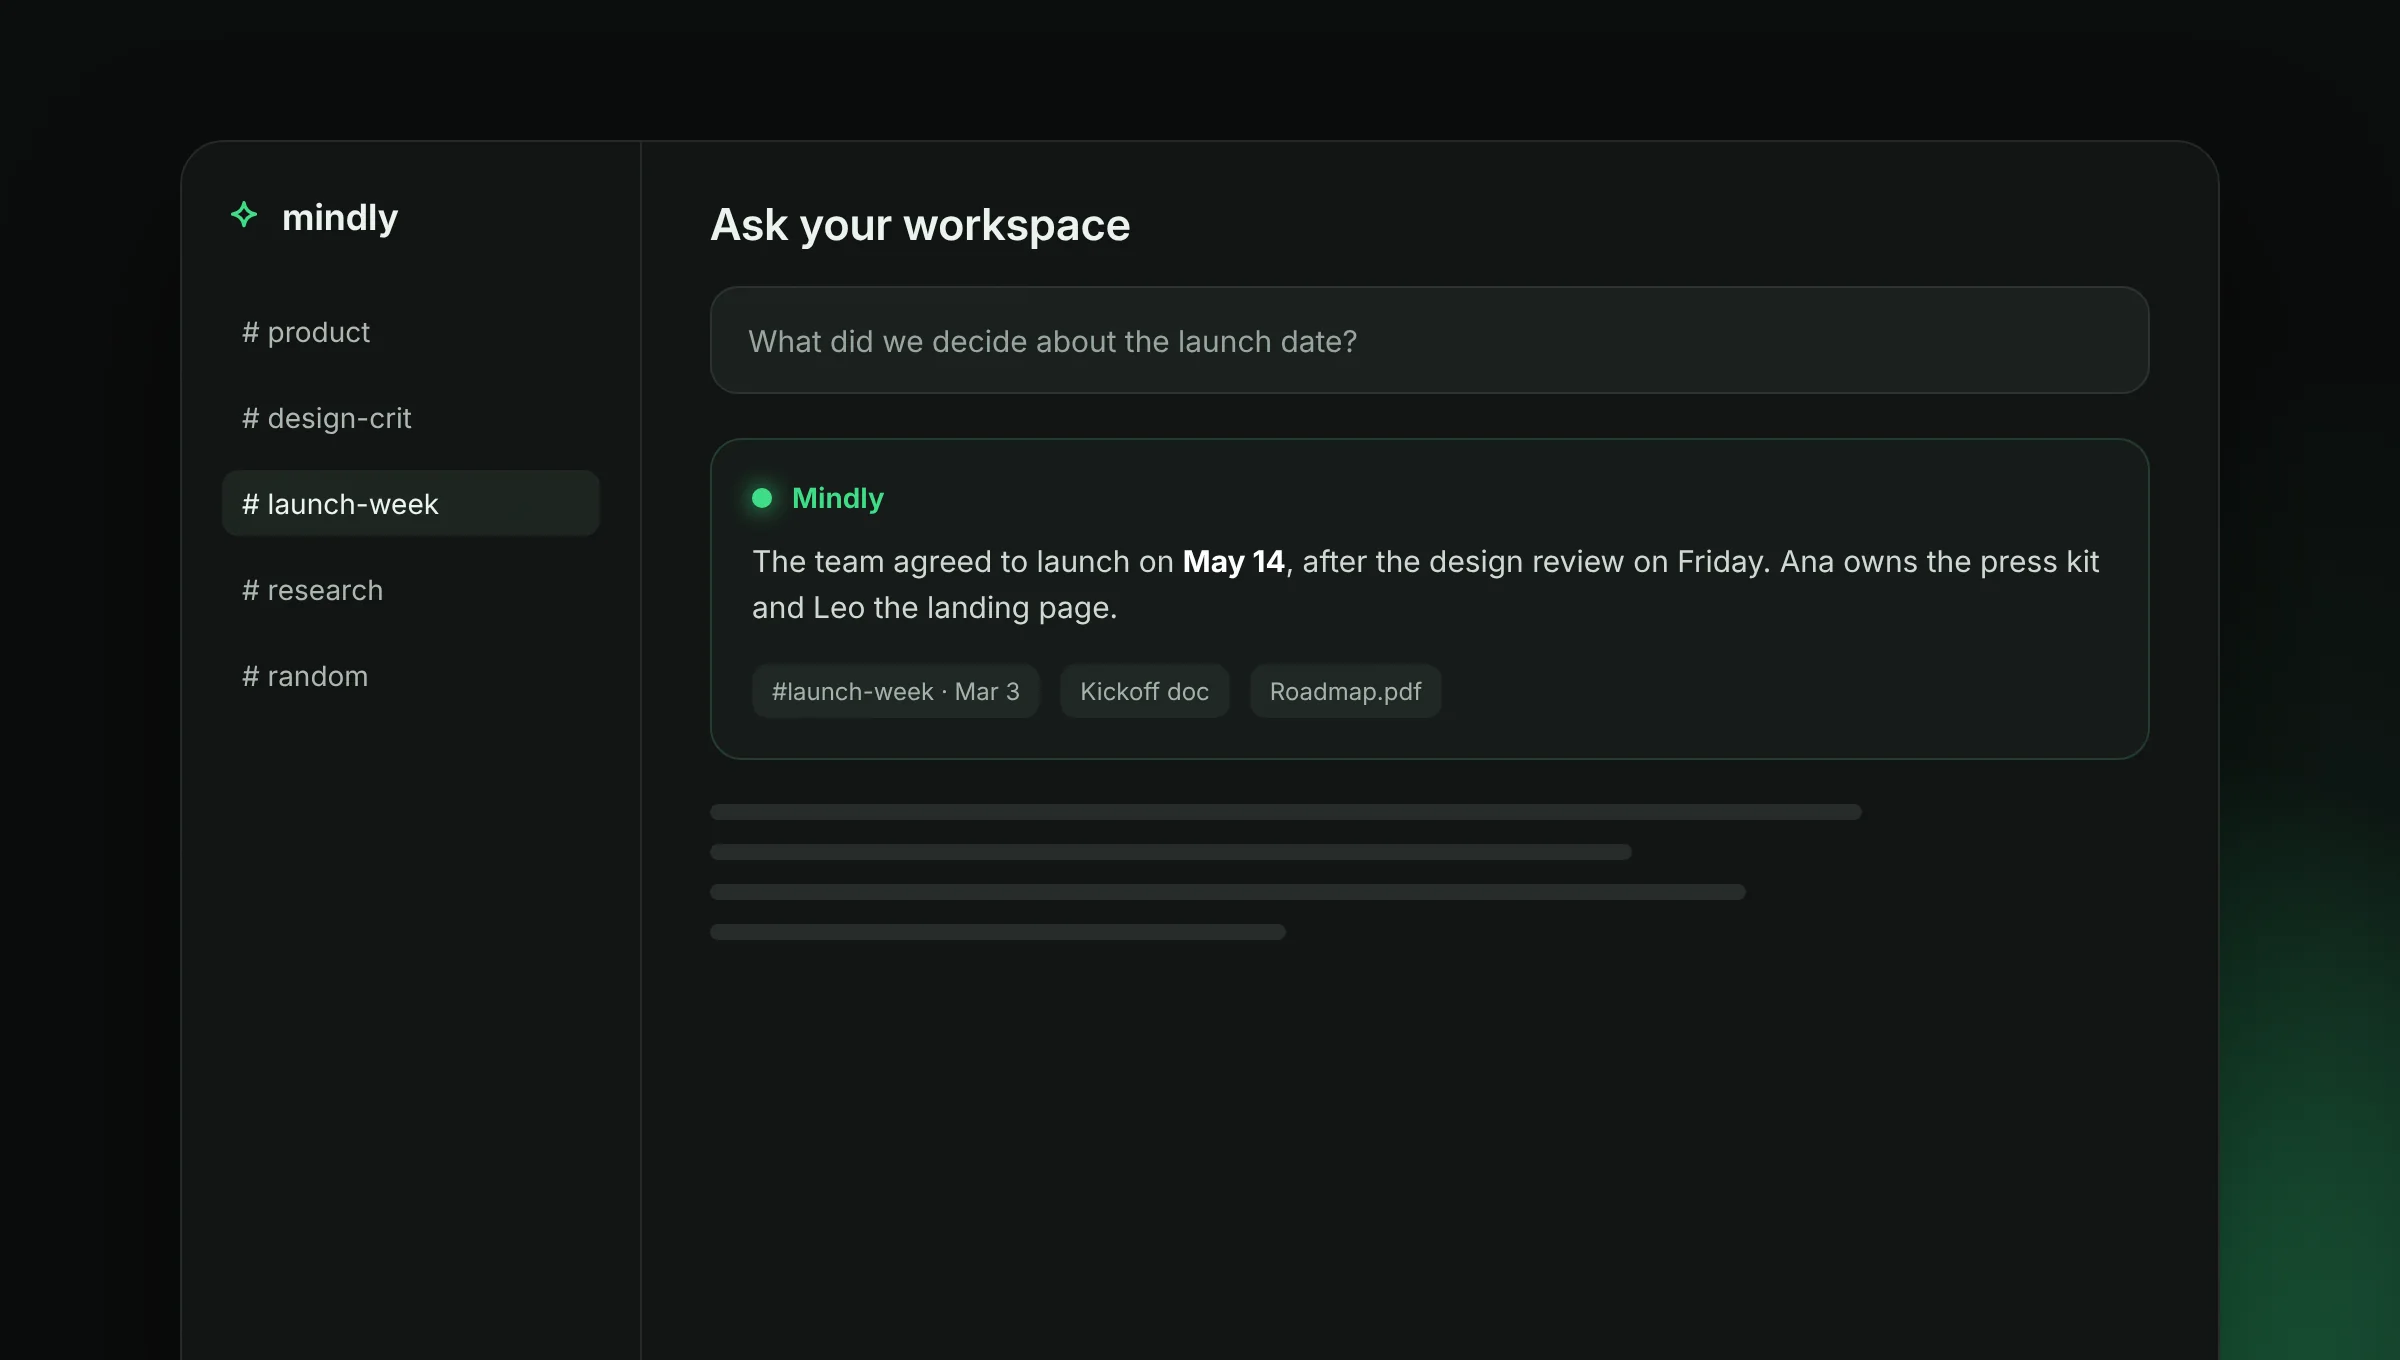 mindly
# product
# design-crit
# launch-week
# research
# random
Ask your workspace
What did we decide about the launch date?
Mindly
The team agreed to launch on May 14, after the design review on Friday. Ana owns the press kit
and Leo the landing page.
#launch-week · Mar 3
Kickoff doc
Roadmap.pdf